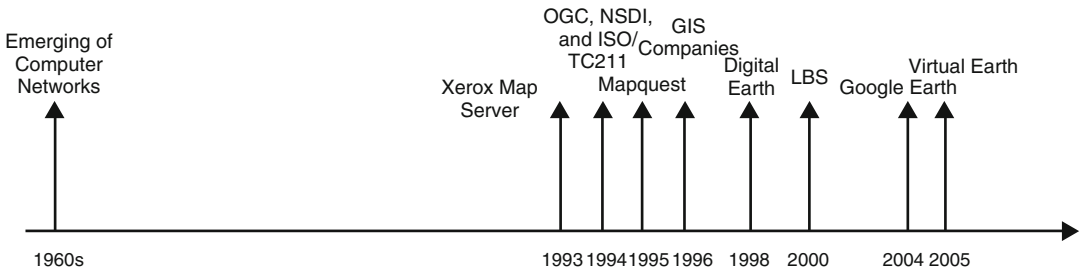 Emerging of
Computer
Networks
Xerox Map
Server
OGC, NSDI,
and ISO/
TC211
Mapquest
GIS
Companies
Digital
Earth
LBS
Google Earth
Virtual Earth
1960s
1993 1994 1995 1996 1998 2000 2004 2005